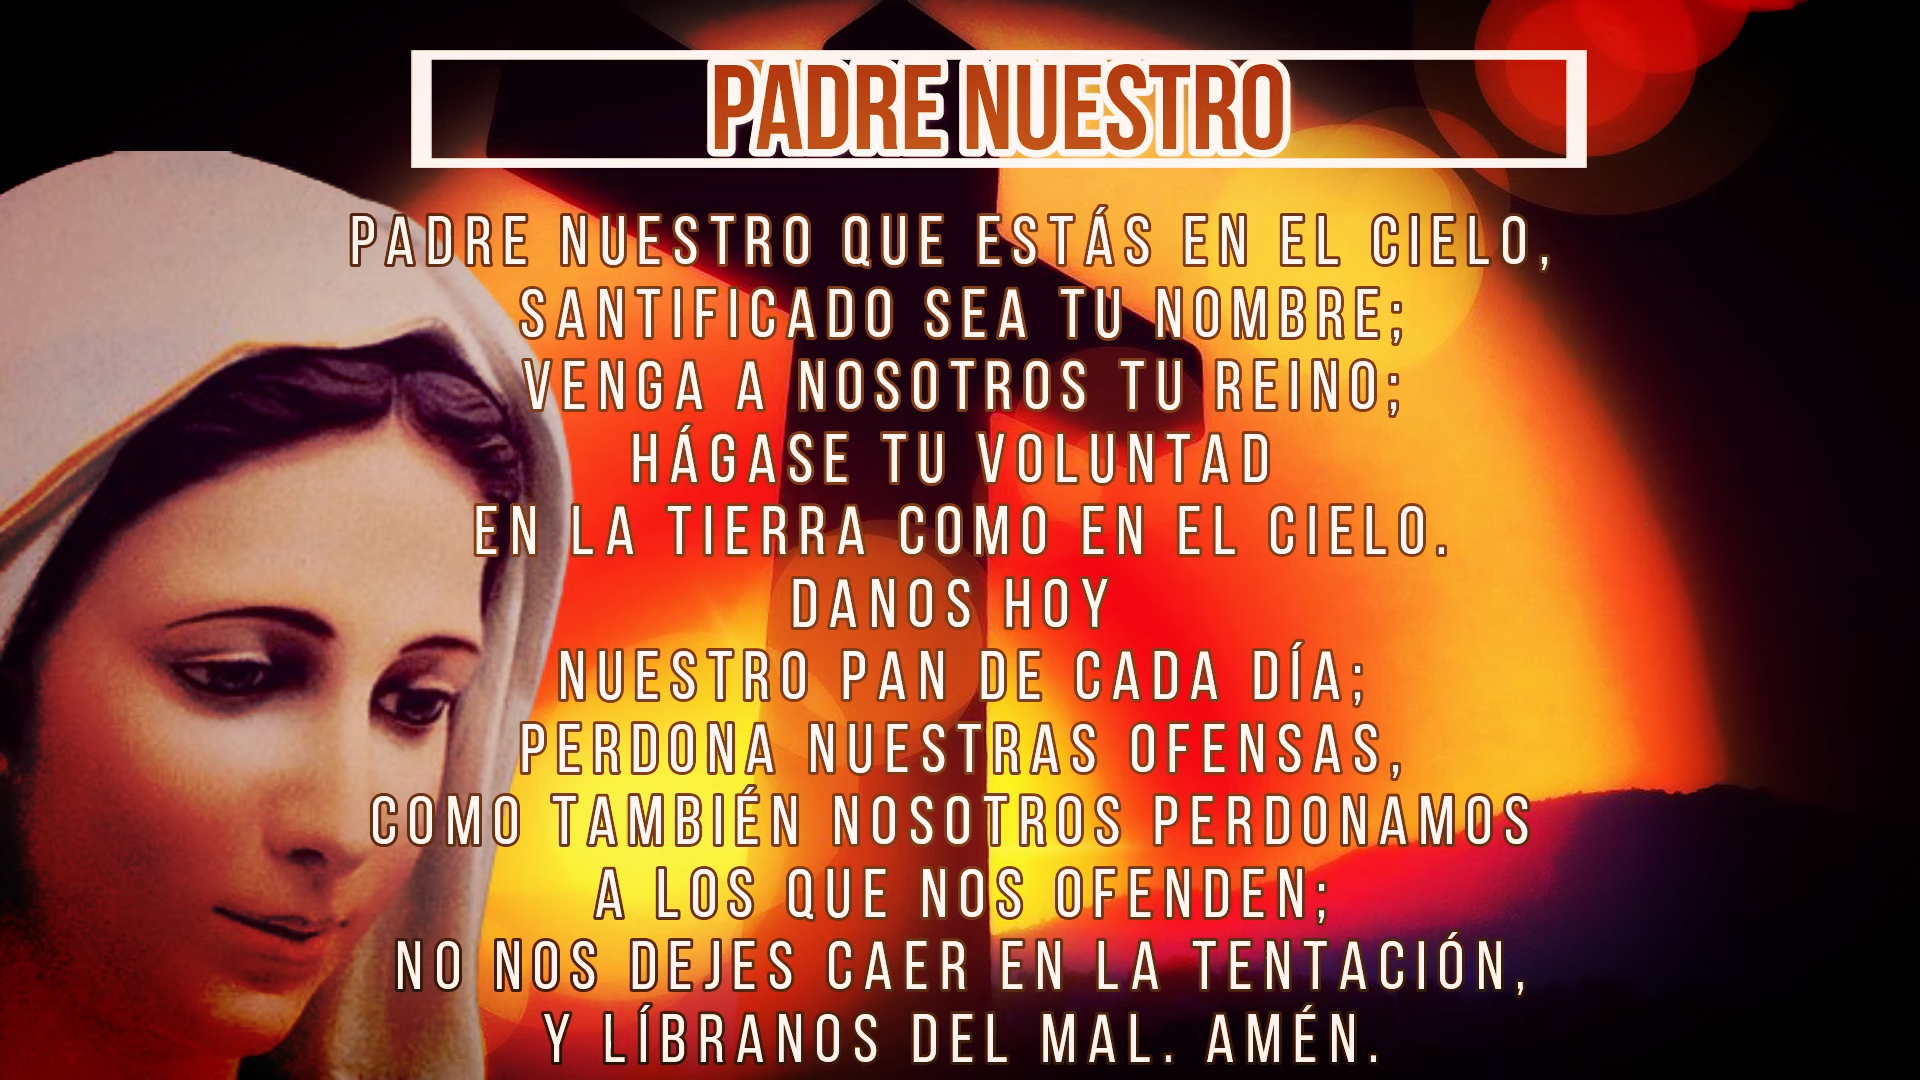 PADRE NUESTRO
PADRE NUESTRO QUE ESTÁS EN EL CIELO,
SANTIFICADO SEA TU NOMBRE;
VENGA A NOSOTROS TU REINO;
HÁGASE TU VOLUNTAD
EN LA TIERRA COMO EN EL CIELO.
DANOS HOY
NUESTRO PAN DE CADA DÍA;
PERDONA NUESTRAS OFENSAS,
COMO TAMBIÉN NOSOTROS PERDONAMOS
A LOS QUE NOS OFENDEN;
NO NOS DEJES CAER EN LA TENTACIÓN,
Y LÍBRANOS DEL MAL. AMÉN.